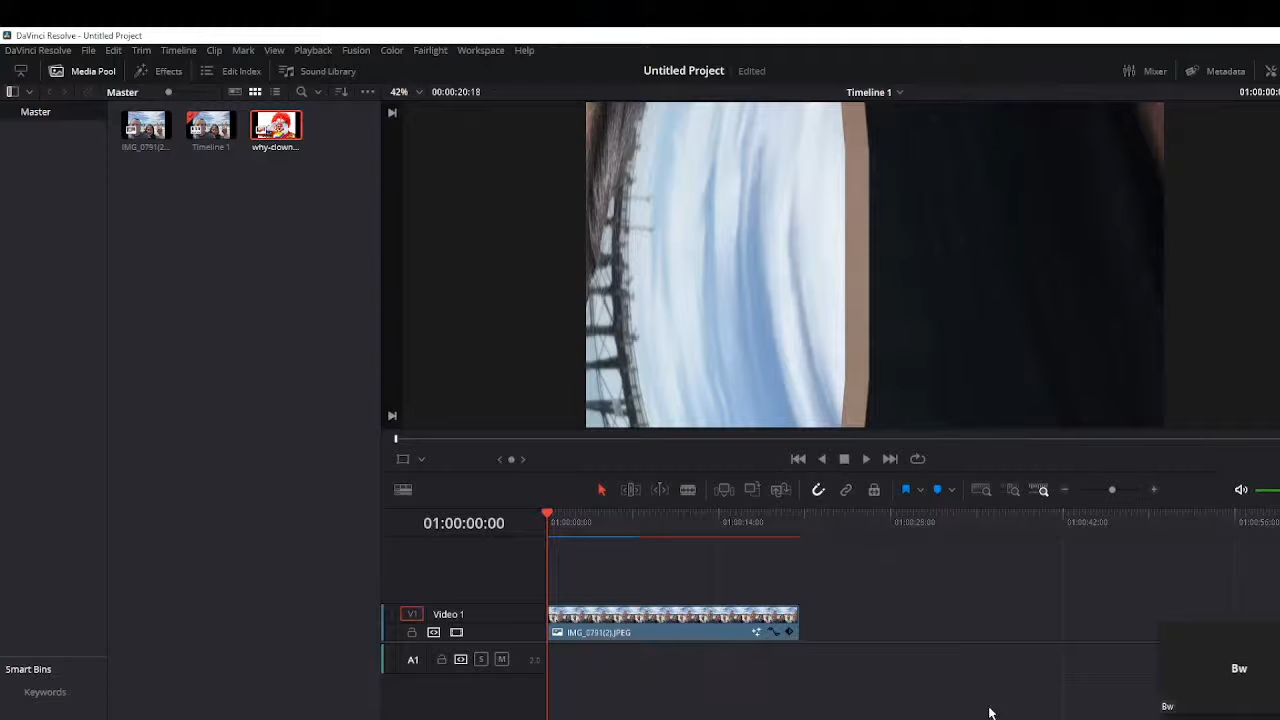 DaVinci Resolve - Untitled Project
DaVinci Resolve File Edit Trim Timeline Clip Mark View Playback Fusion Color Fairlight Workspace Help
Media Pool Effects Edit Index Sound Library Untitled Project Edited Mixer Metadata
Master 42% 00:00:20:18 Timeline 1 01:00:00:0
Master
IMG_0791(2... Timeline 1 why-clown...
01:00:00:00 01:00:00:00 01:00:14:00 01:00:28:00 01:00:42:00 01:00:56:00
V1 Video 1
IMG_0791(2).JPEG
A1 S M 2.0
Smart Bins
Keywords
Bw
Bw